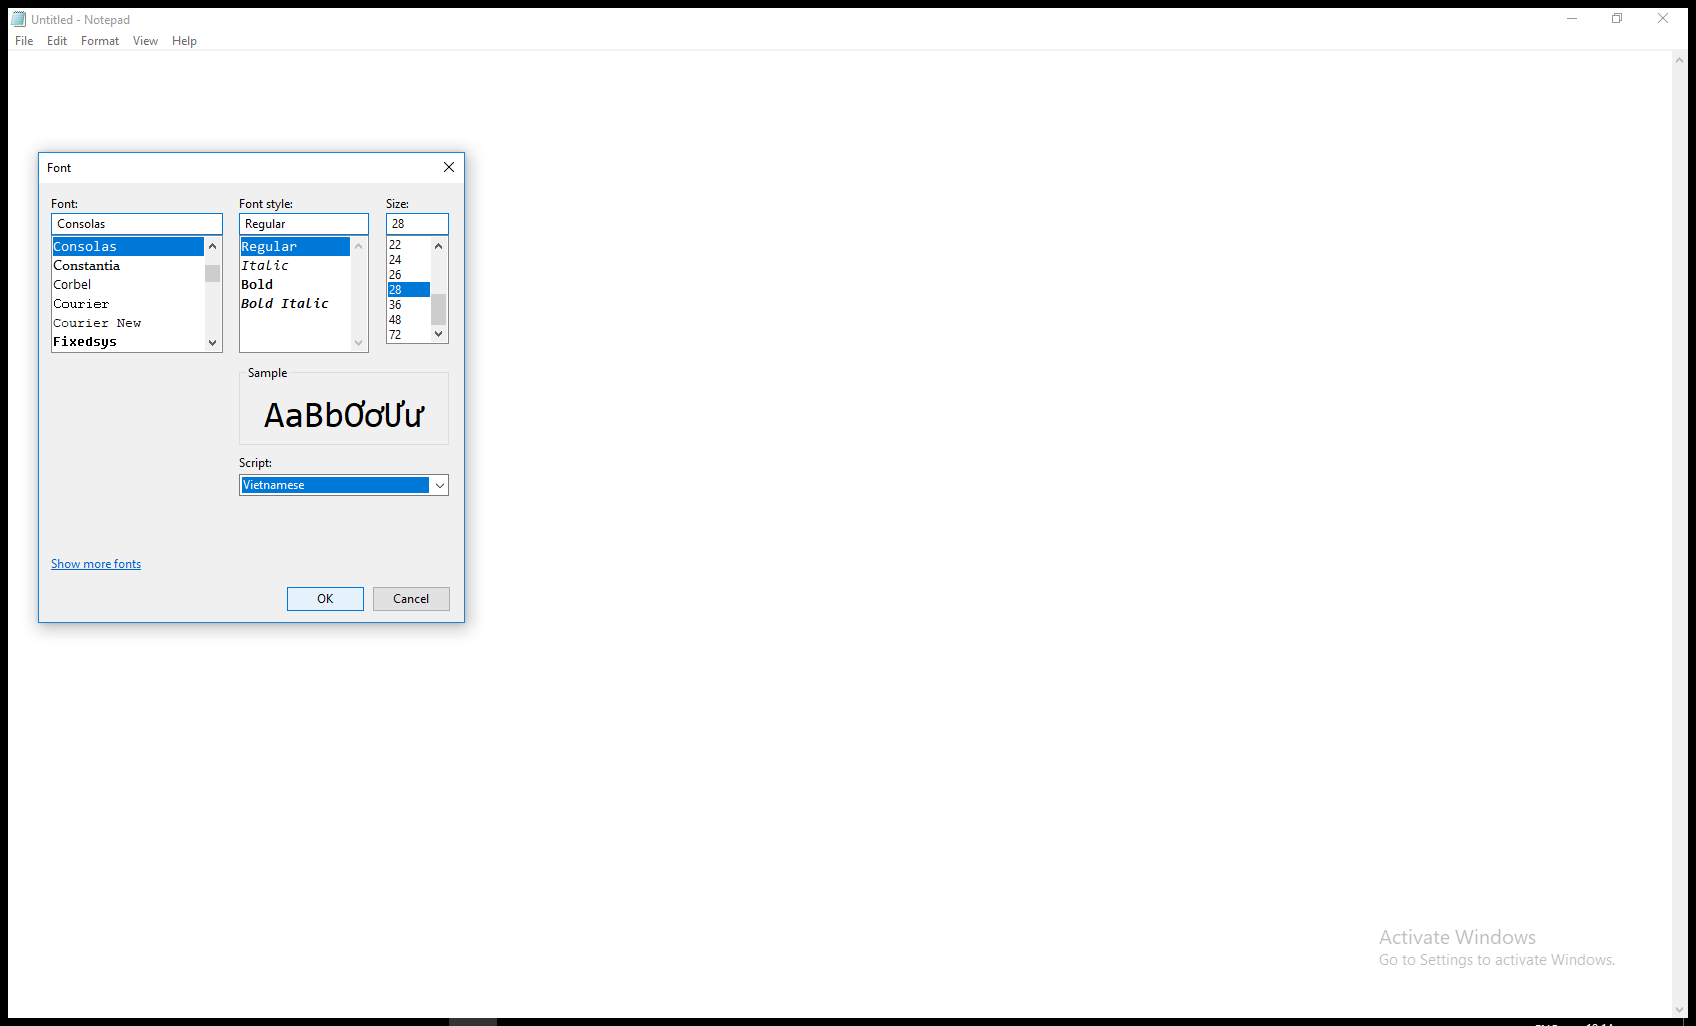 Untitled - Notepad
File Edit Format View Help
Font
Font: Font style: Size:
Consolas Regular 28
Consolas Regular 22
Constantia Italic 24
Corbel Bold 26
Courier Bold Italic 28
Courier New 36
Fixedsys 48
72
Sample
AaBbƠơƯư
Script:
Vietnamese
Show more fonts
OK Cancel
Activate Windows
Go to Settings to activate Windows.